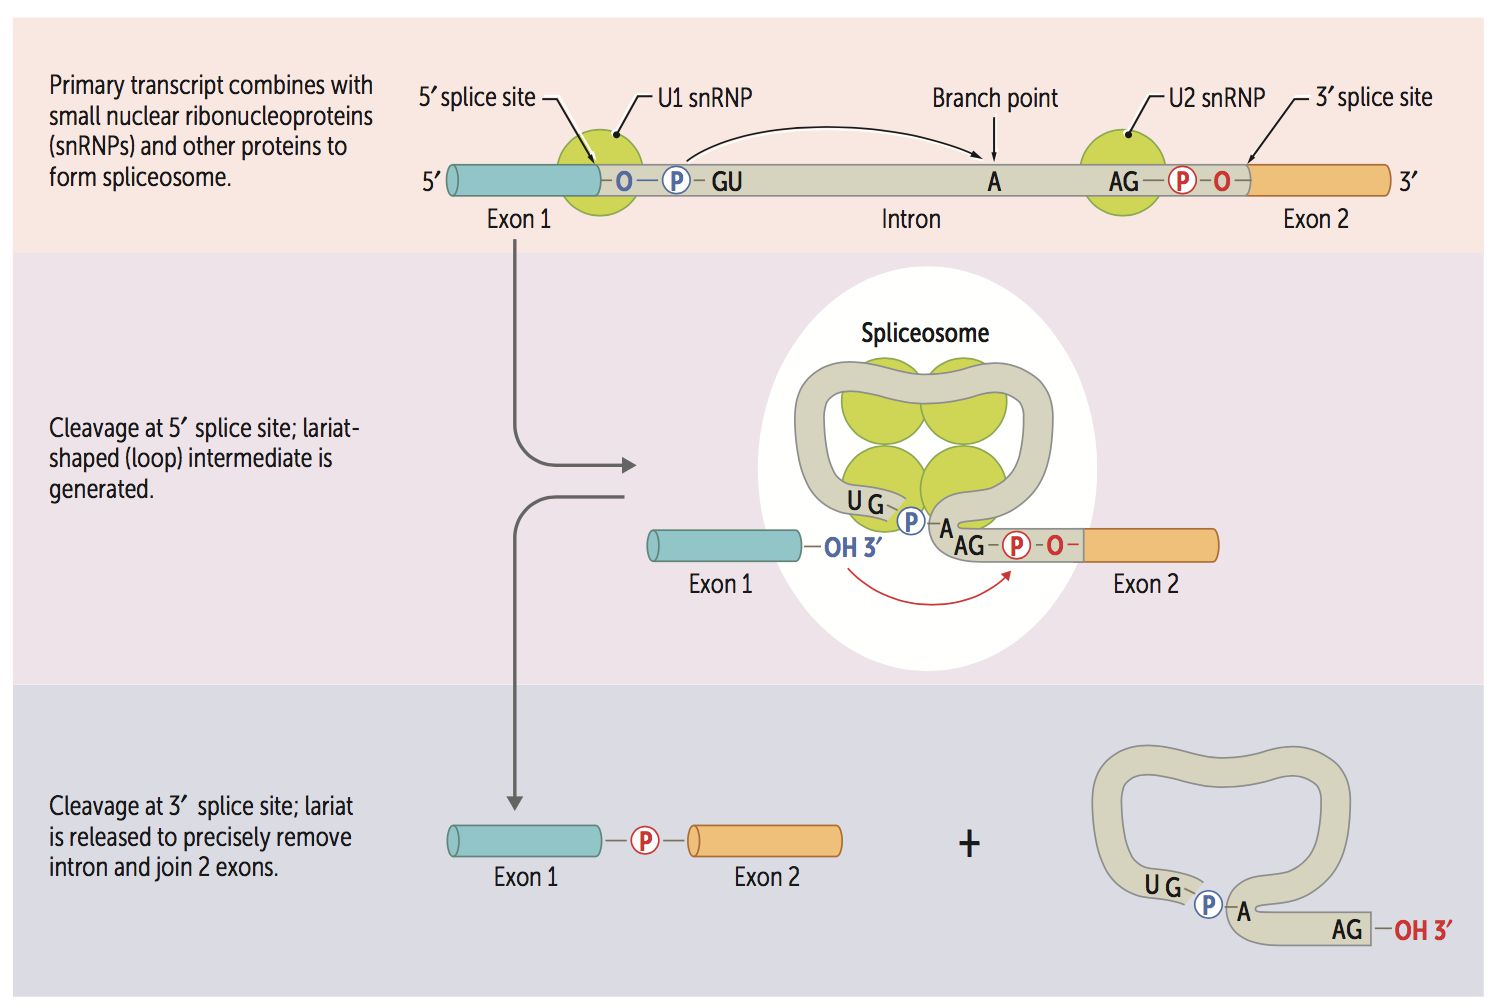 Primary transcript combines with
small nuclear ribonucleoproteins
(snRNPs) and other proteins to
form spliceosome.
5′ splice site
U1 snRNP
Branch point
U2 snRNP
3′ splice site
5′ O P GU A AG P O 3′
Exon 1
Intron
Exon 2
Cleavage at 5′ splice site; lariat-
shaped (loop) intermediate is
generated.
Spliceosome
U G P A
OH 3′
AG P O
Exon 1
Exon 2
Cleavage at 3′ splice site; lariat
is released to precisely remove
intron and join 2 exons.
P
Exon 1
Exon 2
+
U G P A
AG OH 3′